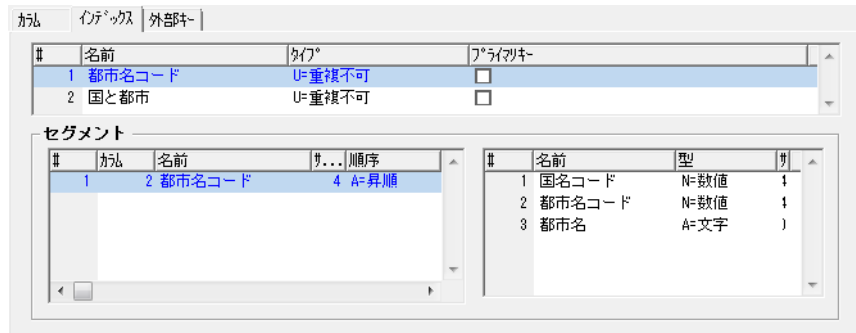 ｶﾗﾑ ｲﾝﾃﾞｯｸｽ 外部ｷｰ
# 名前 ﾀｲﾌﾟ ﾌﾟﾗｲﾏﾘｷｰ
1 都市名コード U=重複不可
2 国と都市 U=重複不可
セグメント
# ｶﾗﾑ 名前 ｻ... 順序
1 2 都市名コード 4 A=昇順
# 名前 型 ｻ
1 国名コード N=数値
2 都市名コード N=数値
3 都市名 A=文字